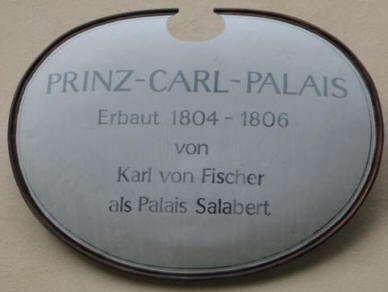 PRINZ-CARL-PALAIS
Erbaut 1804 - 1806
von
Karl von Fischer
als Palais Salabert